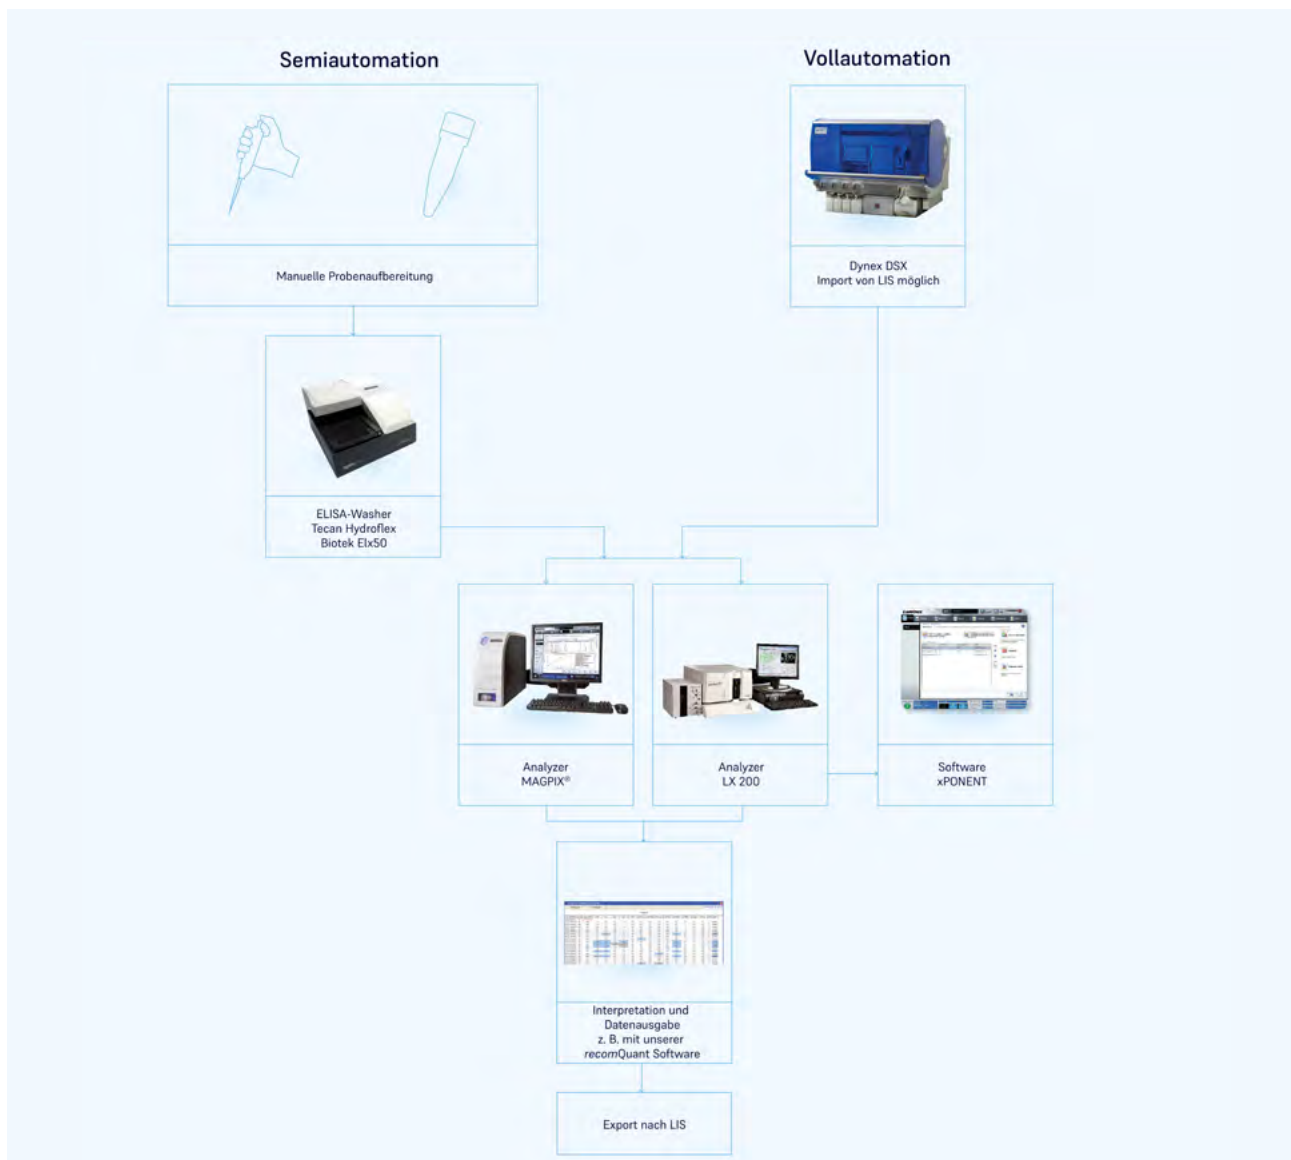 Semiautomation
Vollautomation
Manuelle Probenaufbereitung
Dynex DSX
Import von LIS möglich
ELISA-Washer
Tecan Hydroflex
Biotek Elx50
Analyzer
MAGPIX®
Analyzer
LX 200
Software
xPONENT
Interpretation und
Datenausgabe
z. B. mit unserer
recomQuant Software
Export nach LIS